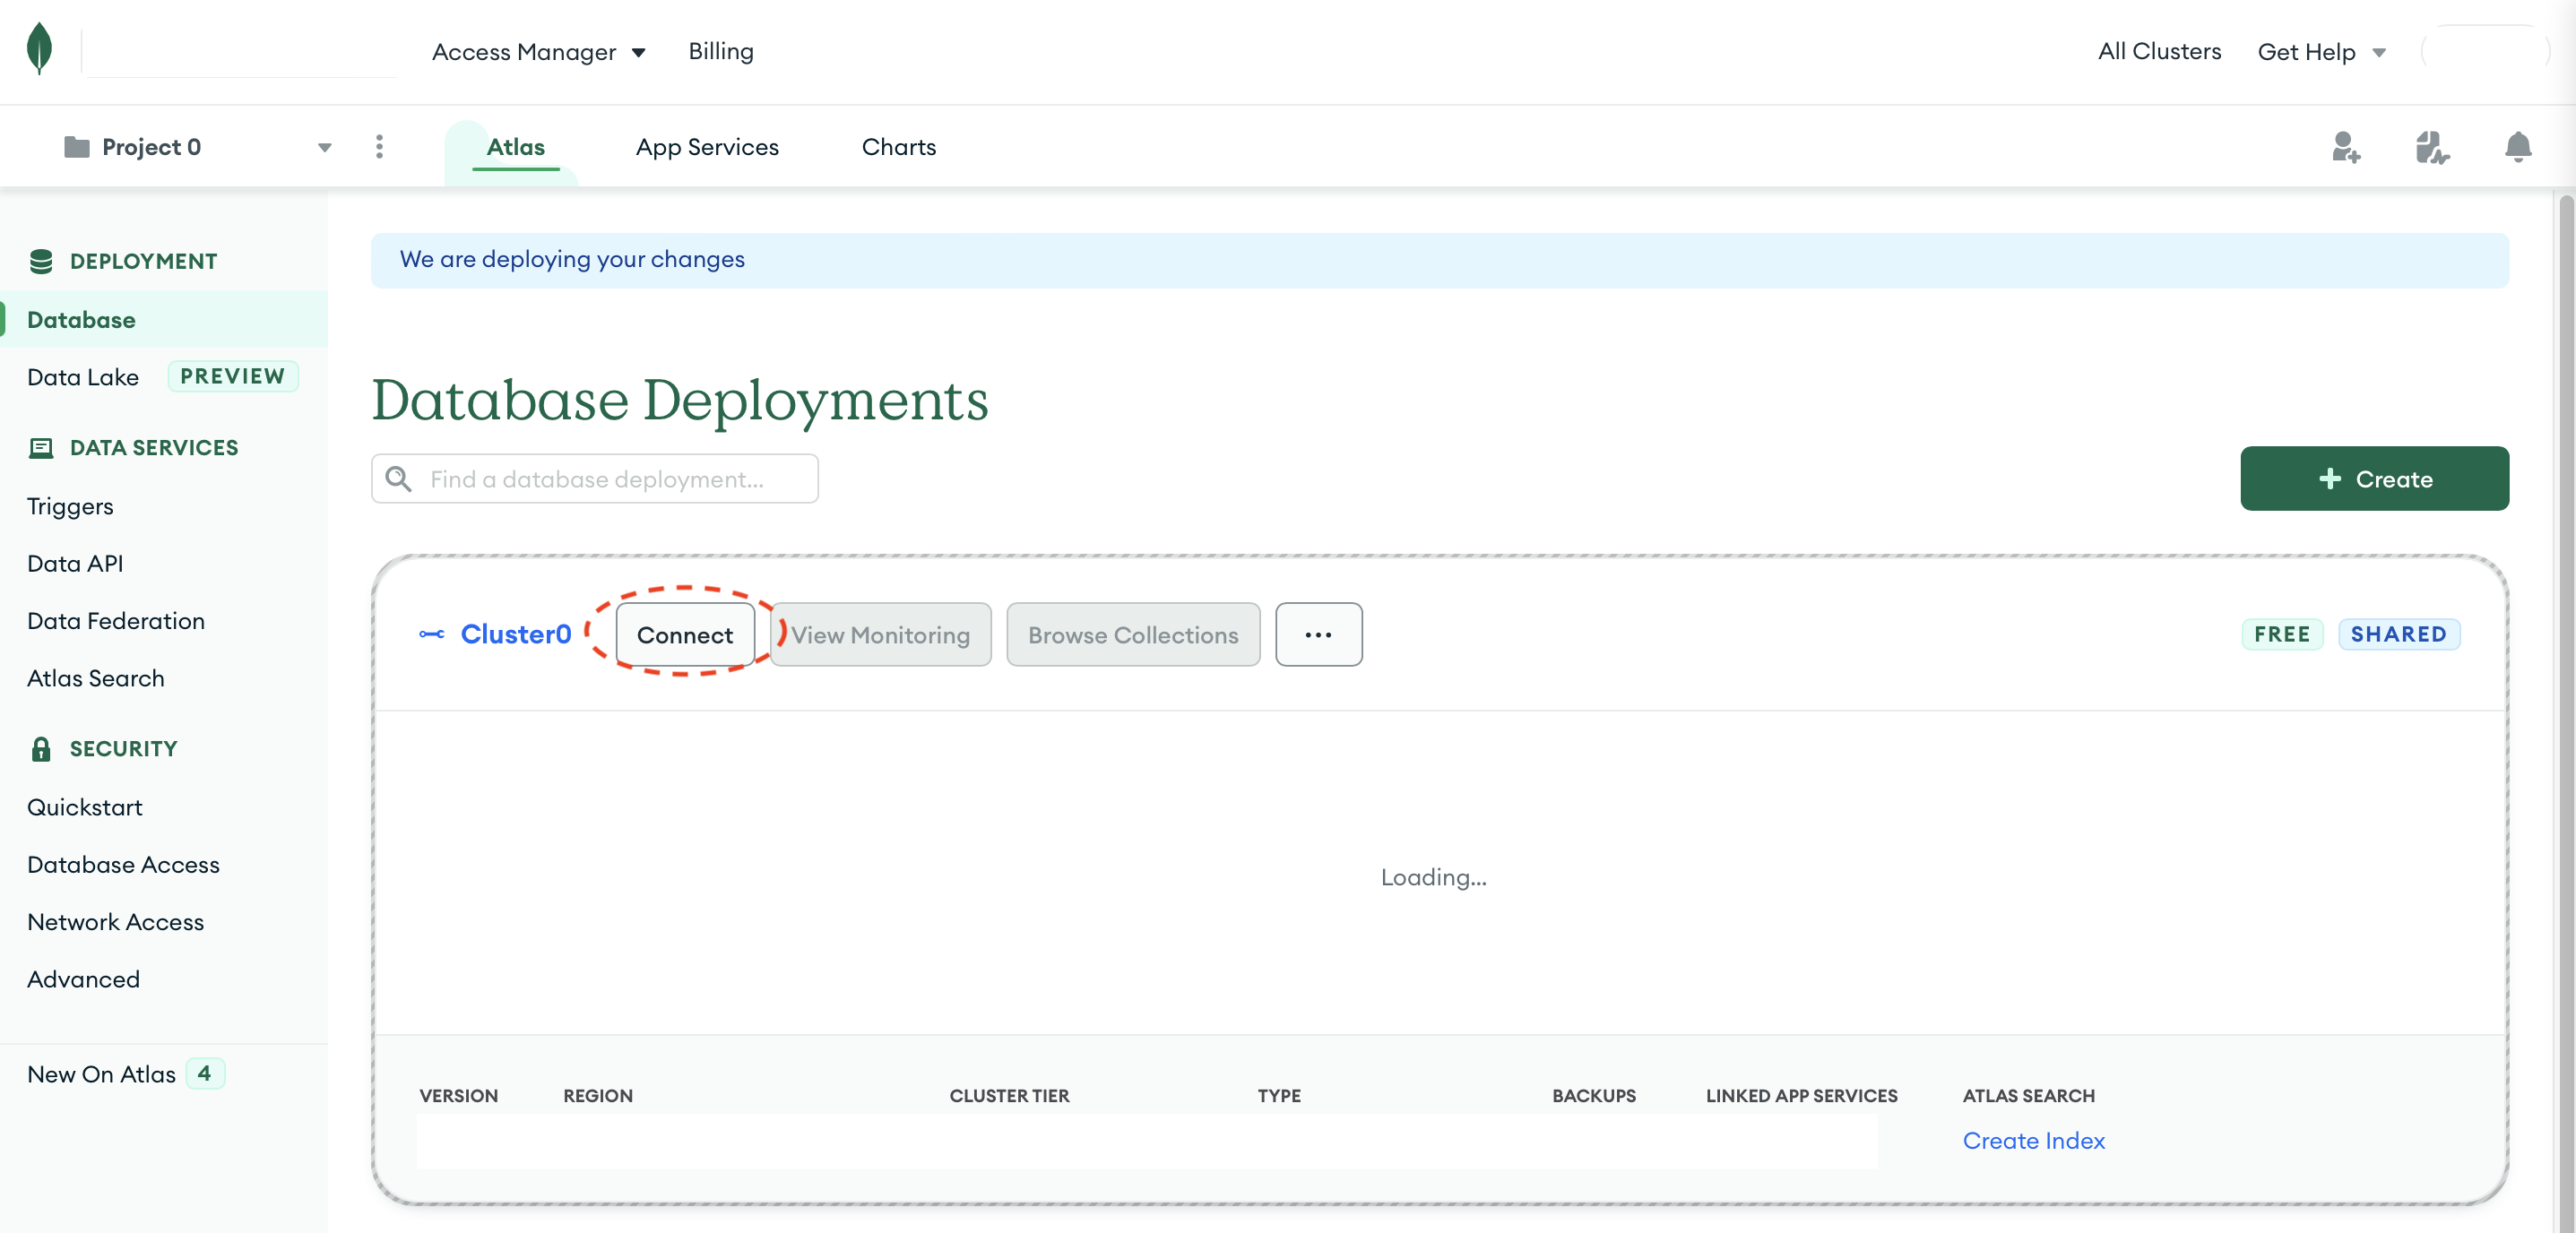 Access Manager Billing All Clusters Get Help
Project 0 Atlas App Services Charts
We are deploying your changes
DEPLOYMENT
Database
Data Lake PREVIEW
DATA SERVICES
Triggers
Data API
Data Federation
Atlas Search
SECURITY
Quickstart
Database Access
Network Access
Advanced
New On Atlas 4
Database Deployments
Find a database deployment...
+ Create
Cluster0 Connect View Monitoring Browse Collections ... FREE SHARED
Loading...
VERSION REGION CLUSTER TIER TYPE BACKUPS LINKED APP SERVICES ATLAS SEARCH
Create Index